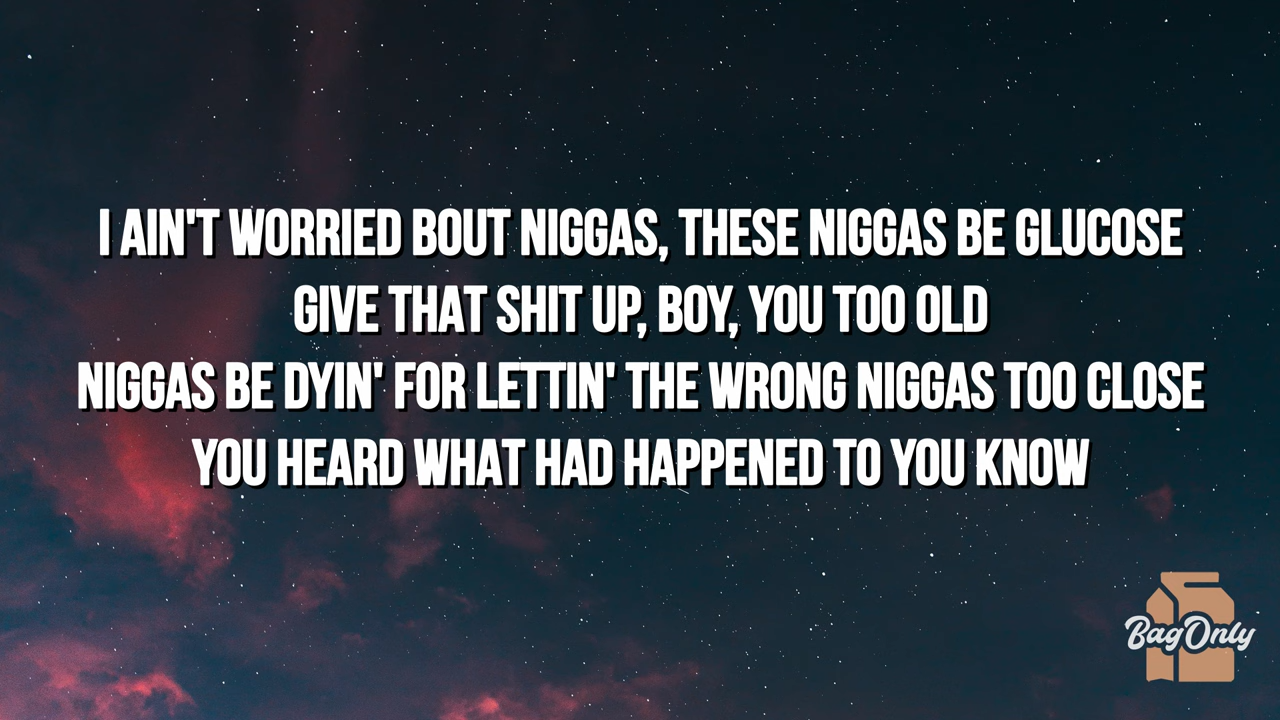 I AIN'T WORRIED BOUT NIGGAS, THESE NIGGAS BE GLUCOSE
GIVE THAT SHIT UP, BOY, YOU TOO OLD
NIGGAS BE DYIN' FOR LETTIN' THE WRONG NIGGAS TOO CLOSE
YOU HEARD WHAT HAD HAPPENED TO YOU KNOW
BagOnly